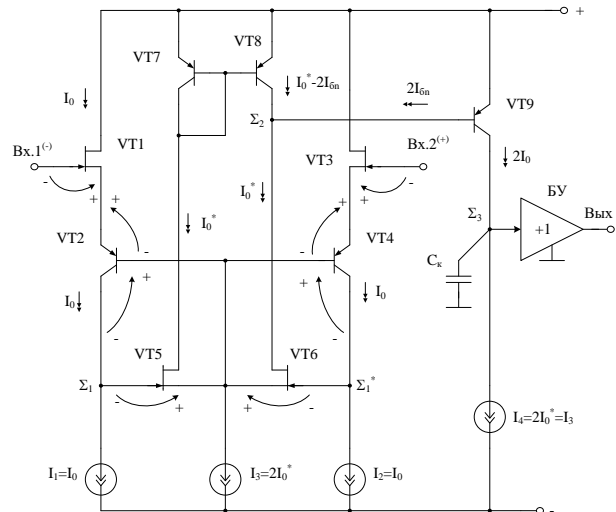 +
VT7
VT8
I₀
I₀*-2Iбп
2Iбп
VT9
Σ₂
Вх.1⁽⁻⁾
VT1
Вх.2⁽⁺⁾
VT3
2I₀
БУ
Вых
-
+
+
+
+
-
I₀*
I₀*
Σ₃
+1
VT2
-
+
-
+
VT4
Cк
I₀
I₀
-
-
VT5
VT6
Σ₁
-
+
+
-
Σ₁*
I₄=2I₀*=I₃
I₁=I₀
I₃=2I₀*
I₂=I₀
-